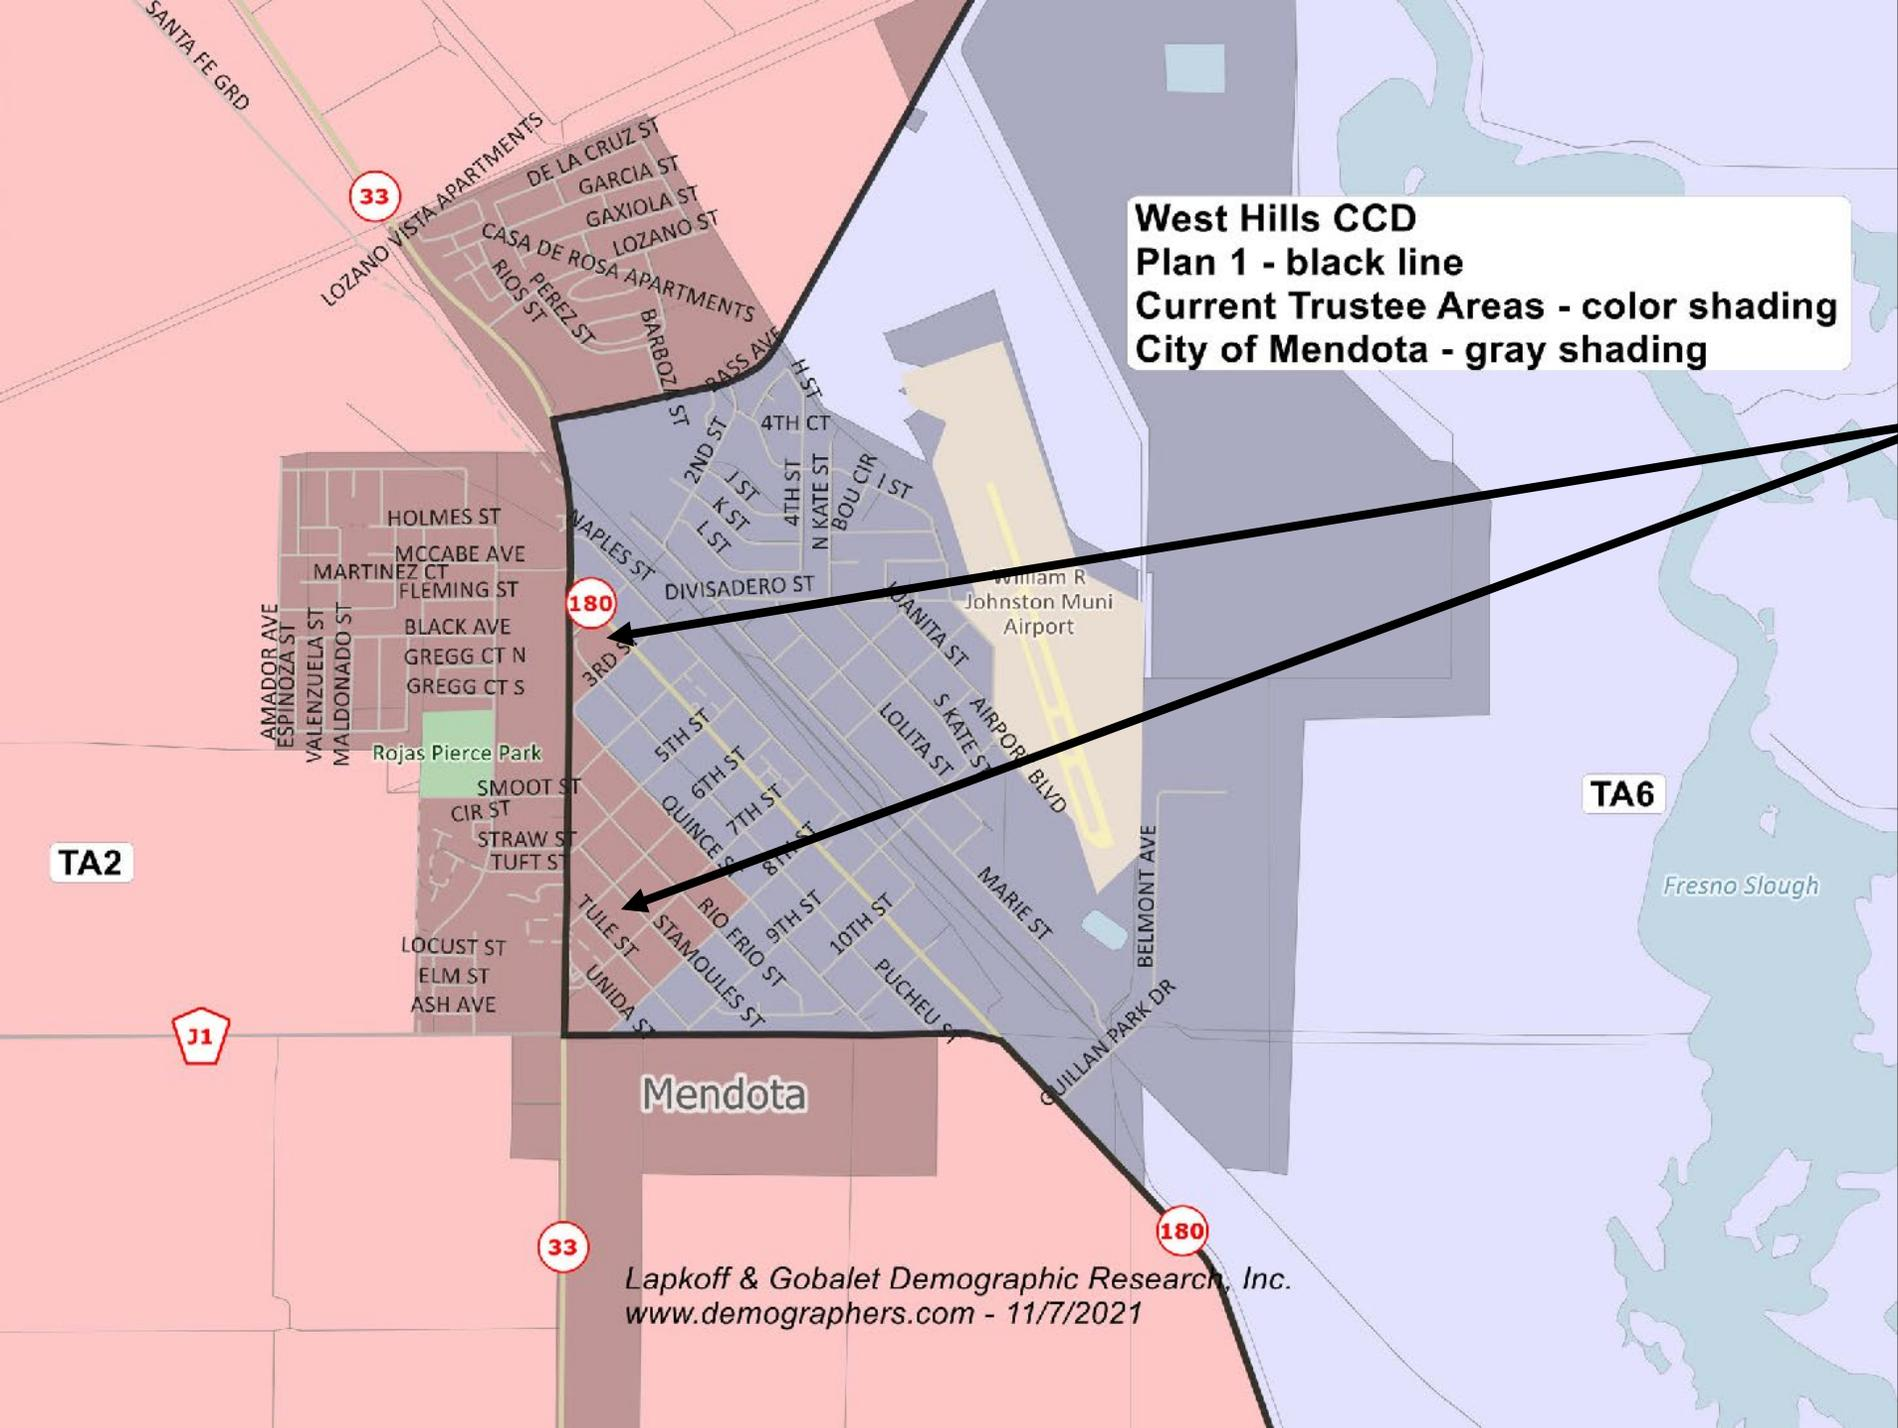 SANTA FE GRD
33
LOZANO VISTA APARTMENTS
DE LA CRUZ ST
GARCIA ST
GAXIOLA ST
LOZANO ST
CASA DE ROSA APARTMENTS
RIOS ST
PEREZ ST
BARBOZA ST
BASS AVE
West Hills CCD
Plan 1 - black line
Current Trustee Areas - color shading
City of Mendota - gray shading
H ST
4TH CT
2ND ST
J ST
K ST
L ST
4TH ST
N KATE ST
BOU CIR
I ST
HOLMES ST
MCCABE AVE
MARTINEZ CT
FLEMING ST
BLACK AVE
GREGG CT N
GREGG CT S
AMADOR AVE
ESPINOZA ST
VALENZUELA ST
MALDONADO ST
Rojas Pierce Park
NAPLES ST
DIVISADERO ST
180
3RD ST
JUANITA ST
William R
Johnston Muni
Airport
5TH ST
6TH ST
7TH ST
8TH ST
QUINCE ST
LOLITA ST
S KATE ST
AIRPORT BLVD
SMOOT ST
CIR ST
STRAW ST
TUFT ST
TA2
TA6
Fresno Slough
TULE ST
STAMOULES ST
RIO FRIO ST
9TH ST
10TH ST
MARIE ST
BELMONT AVE
LOCUST ST
ELM ST
ASH AVE
UNIDA ST
PUCHEU ST
GUILLAN PARK DR
J1
Mendota
33
180
Lapkoff & Gobalet Demographic Research, Inc.
www.demographers.com - 11/7/2021